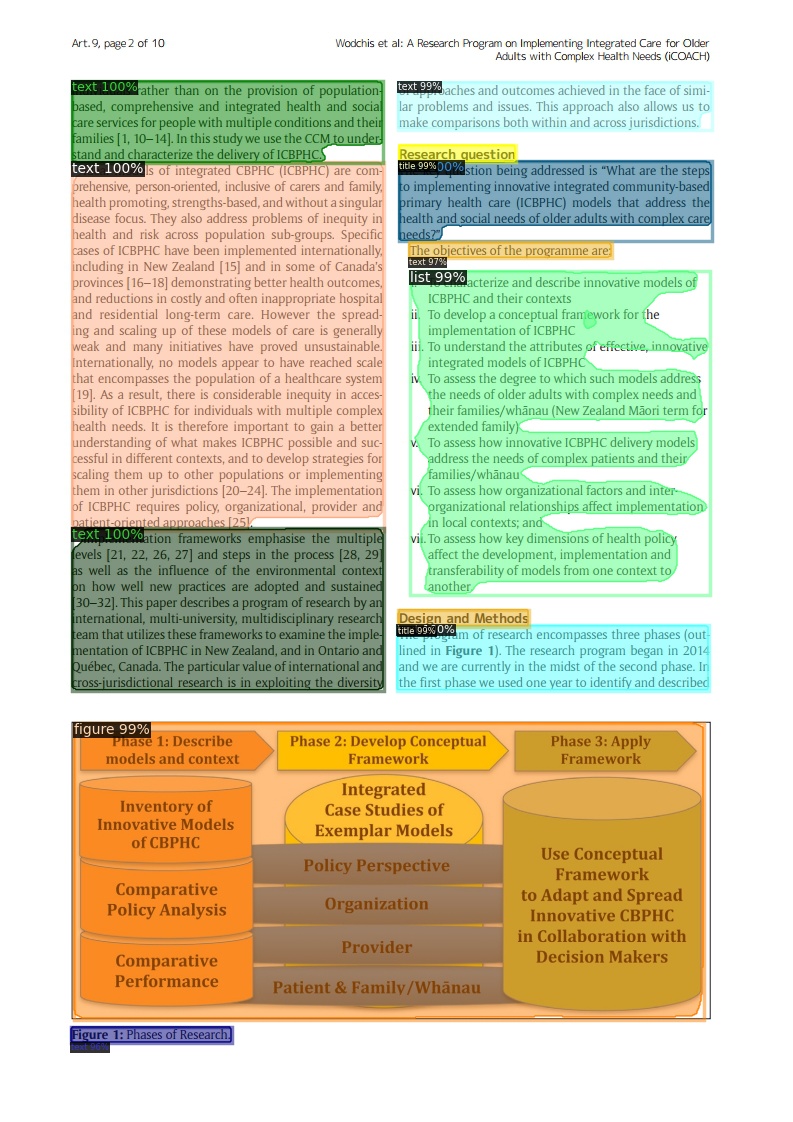 Art. 9, page 2 of 10
Wodchis et al: A Research Program on Implementing Integrated Care for Older
Adults with Complex Health Needs (iCOACH)
text 100%
rather than on the provision of population-
based, comprehensive and integrated health and social
care services for people with multiple conditions and their
families [1, 10–14]. In this study we use the CCM to under-
stand and characterize the delivery of ICBPHC.
text 100%
ls of integrated CBPHC (ICBPHC) are com-
prehensive, person-oriented, inclusive of carers and family,
health promoting, strengths-based, and without a singular
disease focus. They also address problems of inequity in
health and risk across population sub-groups. Specific
cases of ICBPHC have been implemented internationally,
including in New Zealand [15] and in some of Canada's
provinces [16–18] demonstrating better health outcomes,
and reductions in costly and often inappropriate hospital
and residential long-term care. However the spread-
ing and scaling up of these models of care is generally
weak and many initiatives have proved unsustainable.
Internationally, no models appear to have reached scale
that encompasses the population of a healthcare system
[19]. As a result, there is considerable inequity in acces-
sibility of ICBPHC for individuals with multiple complex
health needs. It is therefore important to gain a better
understanding of what makes ICBPHC possible and suc-
cessful in different contexts, and to develop strategies for
scaling them up to other populations or implementing
them in other jurisdictions [20–24]. The implementation
of ICBPHC requires policy, organizational, provider and
patient-oriented approaches [25].
text 100%
frameworks emphasise the multiple
levels [21, 22, 26, 27] and steps in the process [28, 29]
as well as the influence of the environmental context
on how well new practices are adopted and sustained
[30–32]. This paper describes a program of research by an
international, multi-university, multidisciplinary research
team that utilizes these frameworks to examine the imple-
mentation of ICBPHC in New Zealand, and in Ontario and
Québec, Canada. The particular value of international and
cross-jurisdictional research is in exploiting the diversity
text 99%
of approaches and outcomes achieved in the face of simi-
lar problems and issues. This approach also allows us to
make comparisons both within and across jurisdictions.
Research question
title 99%
question being addressed is “What are the steps
to implementing innovative integrated community-based
primary health care (ICBPHC) models that address the
health and social needs of older adults with complex care
needs?”
The objectives of the programme are:
text 97%
list 99%
i. To characterize and describe innovative models of
ICBPHC and their contexts
ii. To develop a conceptual framework for the
implementation of ICBPHC
iii. To understand the attributes of effective, innovative
integrated models of ICBPHC
iv. To assess the degree to which such models address
the needs of older adults with complex needs and
their families/whānau (New Zealand Māori term for
extended family)
v. To assess how innovative ICBPHC delivery models
address the needs of complex patients and their
families/whānau
vi. To assess how organizational factors and inter-
organizational relationships affect implementation
in local contexts; and
vii. To assess how key dimensions of health policy
affect the development, implementation and
transferability of models from one context to
another.
Design and Methods
title 99%
The program of research encompasses three phases (out-
lined in Figure 1). The research program began in 2014
and we are currently in the midst of the second phase. In
the first phase we used one year to identify and described
figure 99%
Phase 1: Describe
models and context
Phase 2: Develop Conceptual
Framework
Phase 3: Apply
Framework
Inventory of
Innovative Models
of CBPHC
Comparative
Policy Analysis
Comparative
Performance
Integrated
Case Studies of
Exemplar Models
Policy Perspective
Organization
Provider
Patient & Family/Whānau
Use Conceptual
Framework
to Adapt and Spread
Innovative CBPHC
in Collaboration with
Decision Makers
Figure 1: Phases of Research.